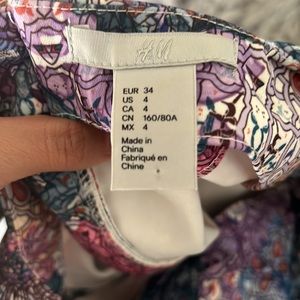 H&M
EUR 34
US 4
CA 4
CN 160/80A
MX 4
Made in
China
Fabriqué en
Chine